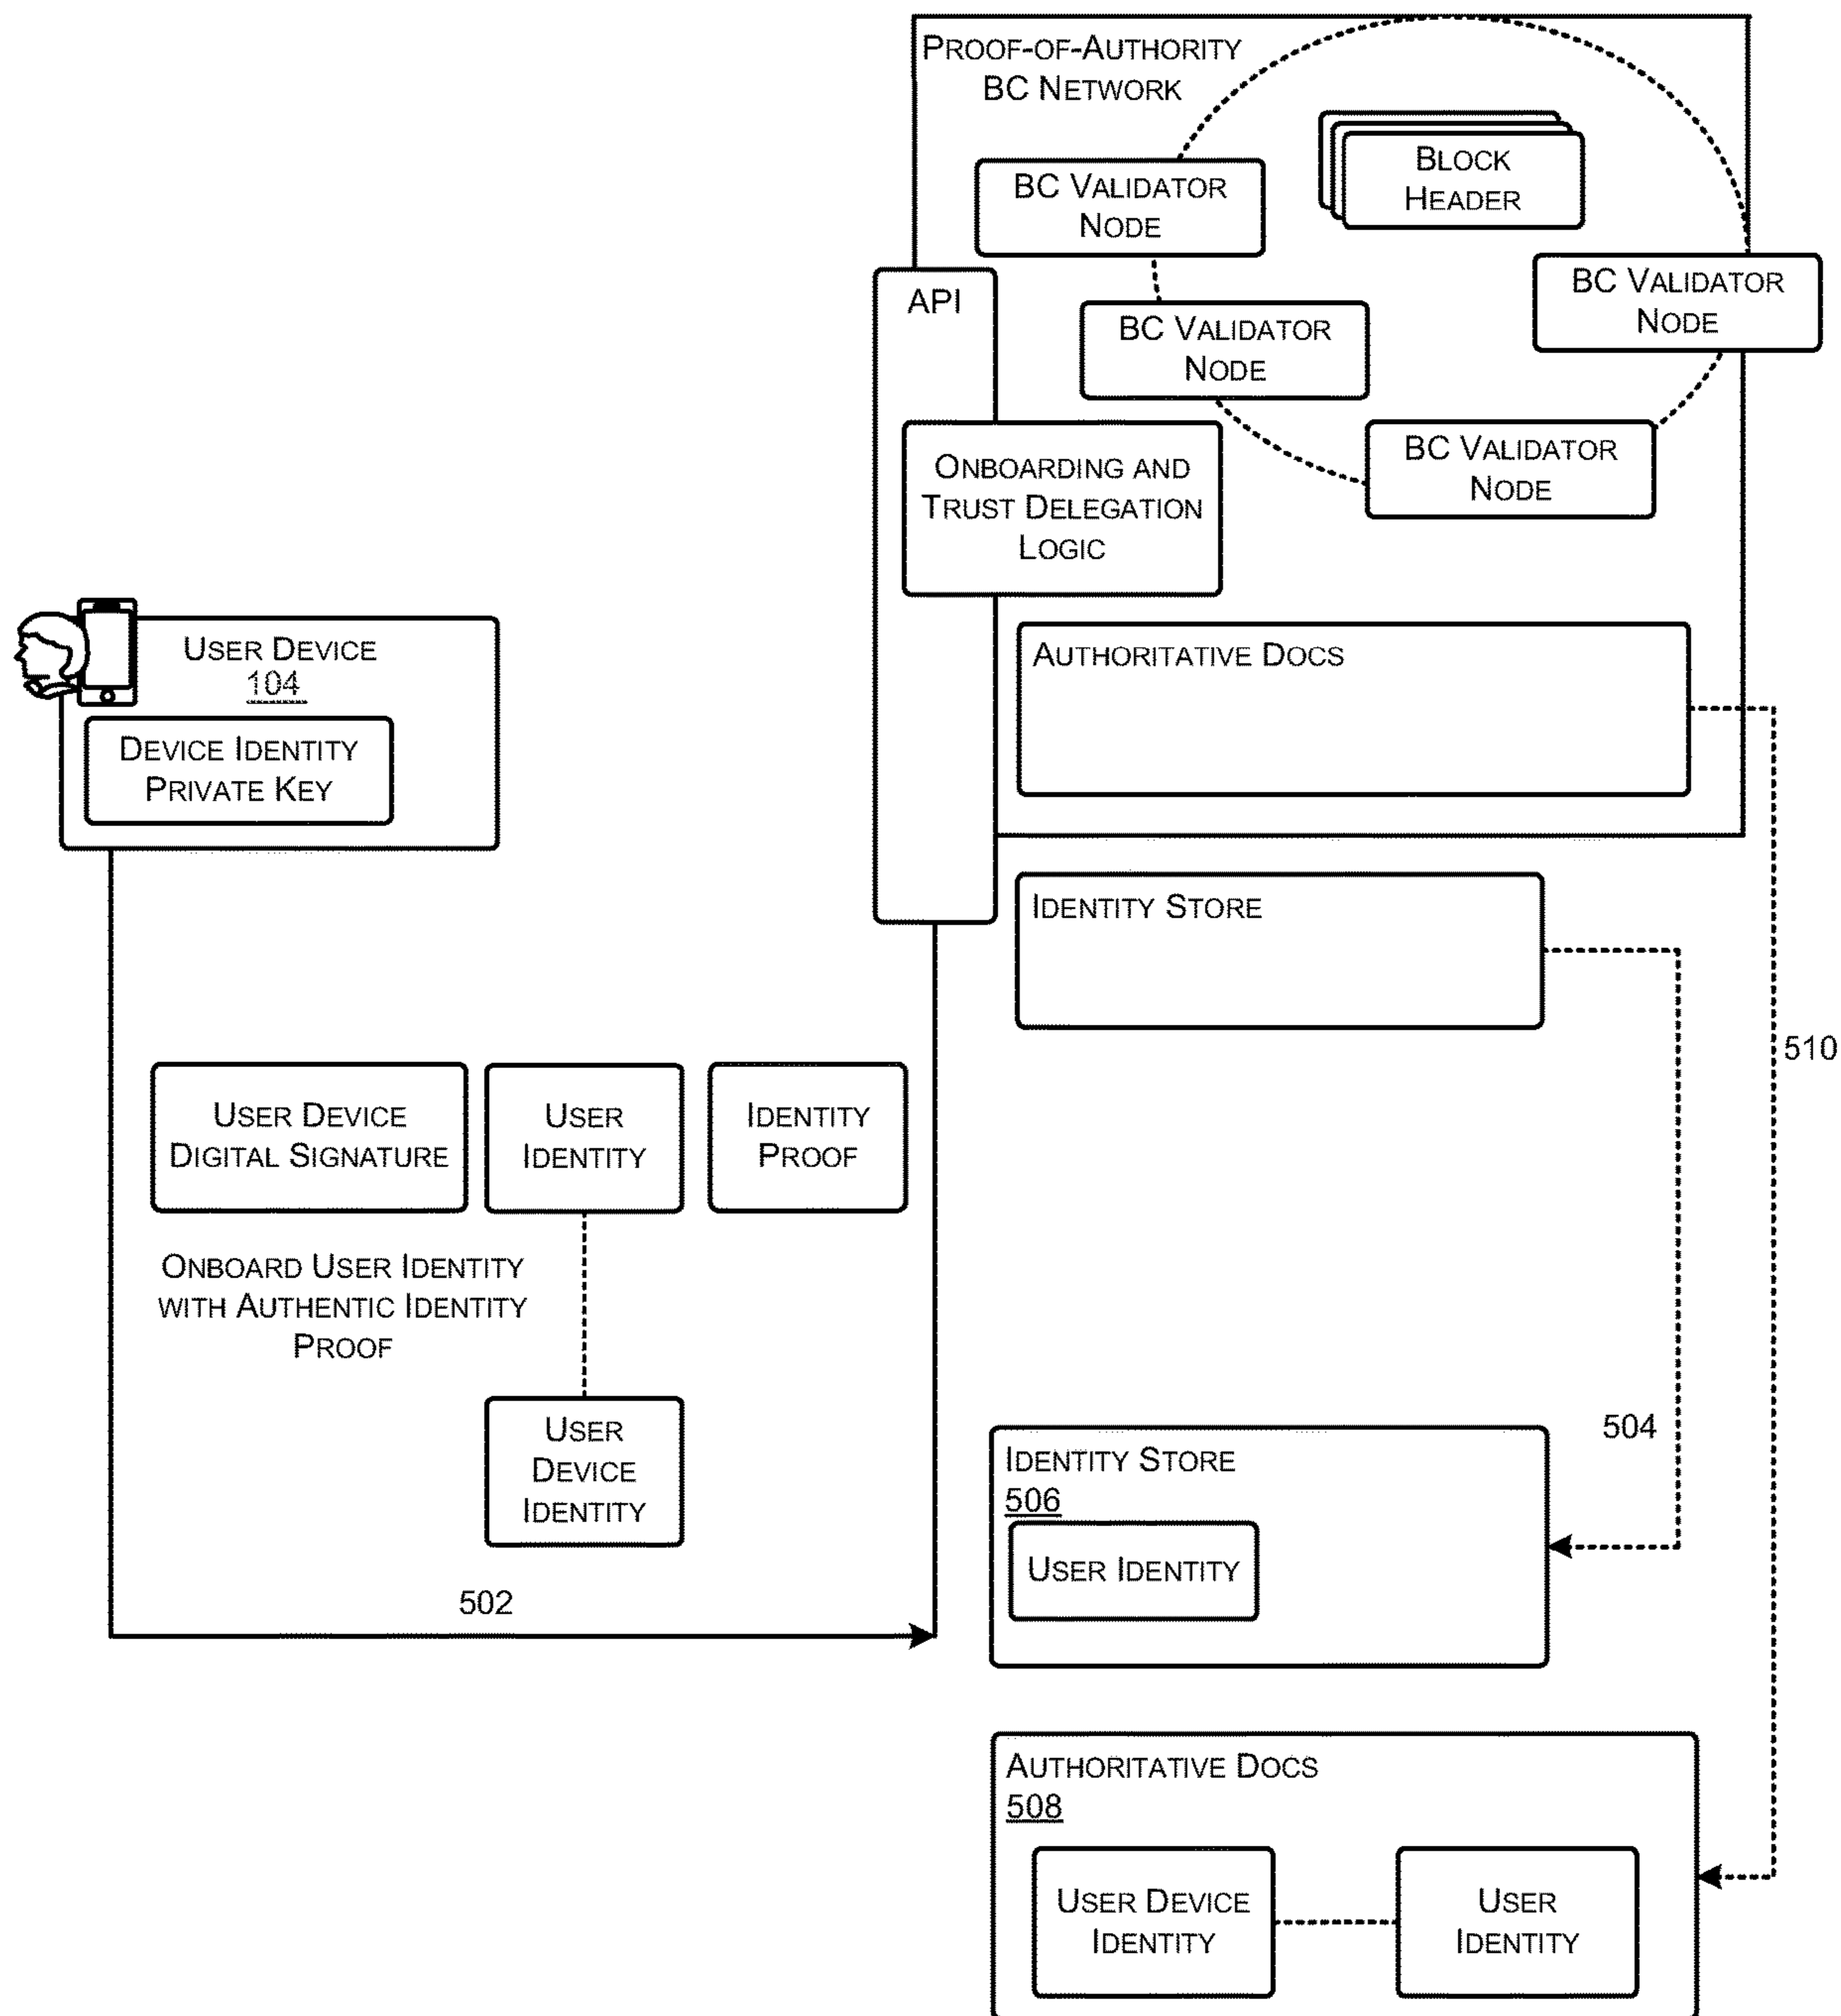 PROOF-OF-AUTHORITY
BC NETWORK
BLOCK
HEADER
BC VALIDATOR
NODE
BC VALIDATOR
NODE
API
BC VALIDATOR
NODE
BC VALIDATOR
NODE
ONBOARDING AND
TRUST DELEGATION
LOGIC
USER DEVICE
104
DEVICE IDENTITY
PRIVATE KEY
AUTHORITATIVE DOCS
IDENTITY STORE
510
USER DEVICE
DIGITAL SIGNATURE
USER
IDENTITY
IDENTITY
PROOF
ONBOARD USER IDENTITY
WITH AUTHENTIC IDENTITY
PROOF
USER
DEVICE
IDENTITY
502
504
IDENTITY STORE
506
USER IDENTITY
AUTHORITATIVE DOCS
508
USER DEVICE
IDENTITY
USER
IDENTITY